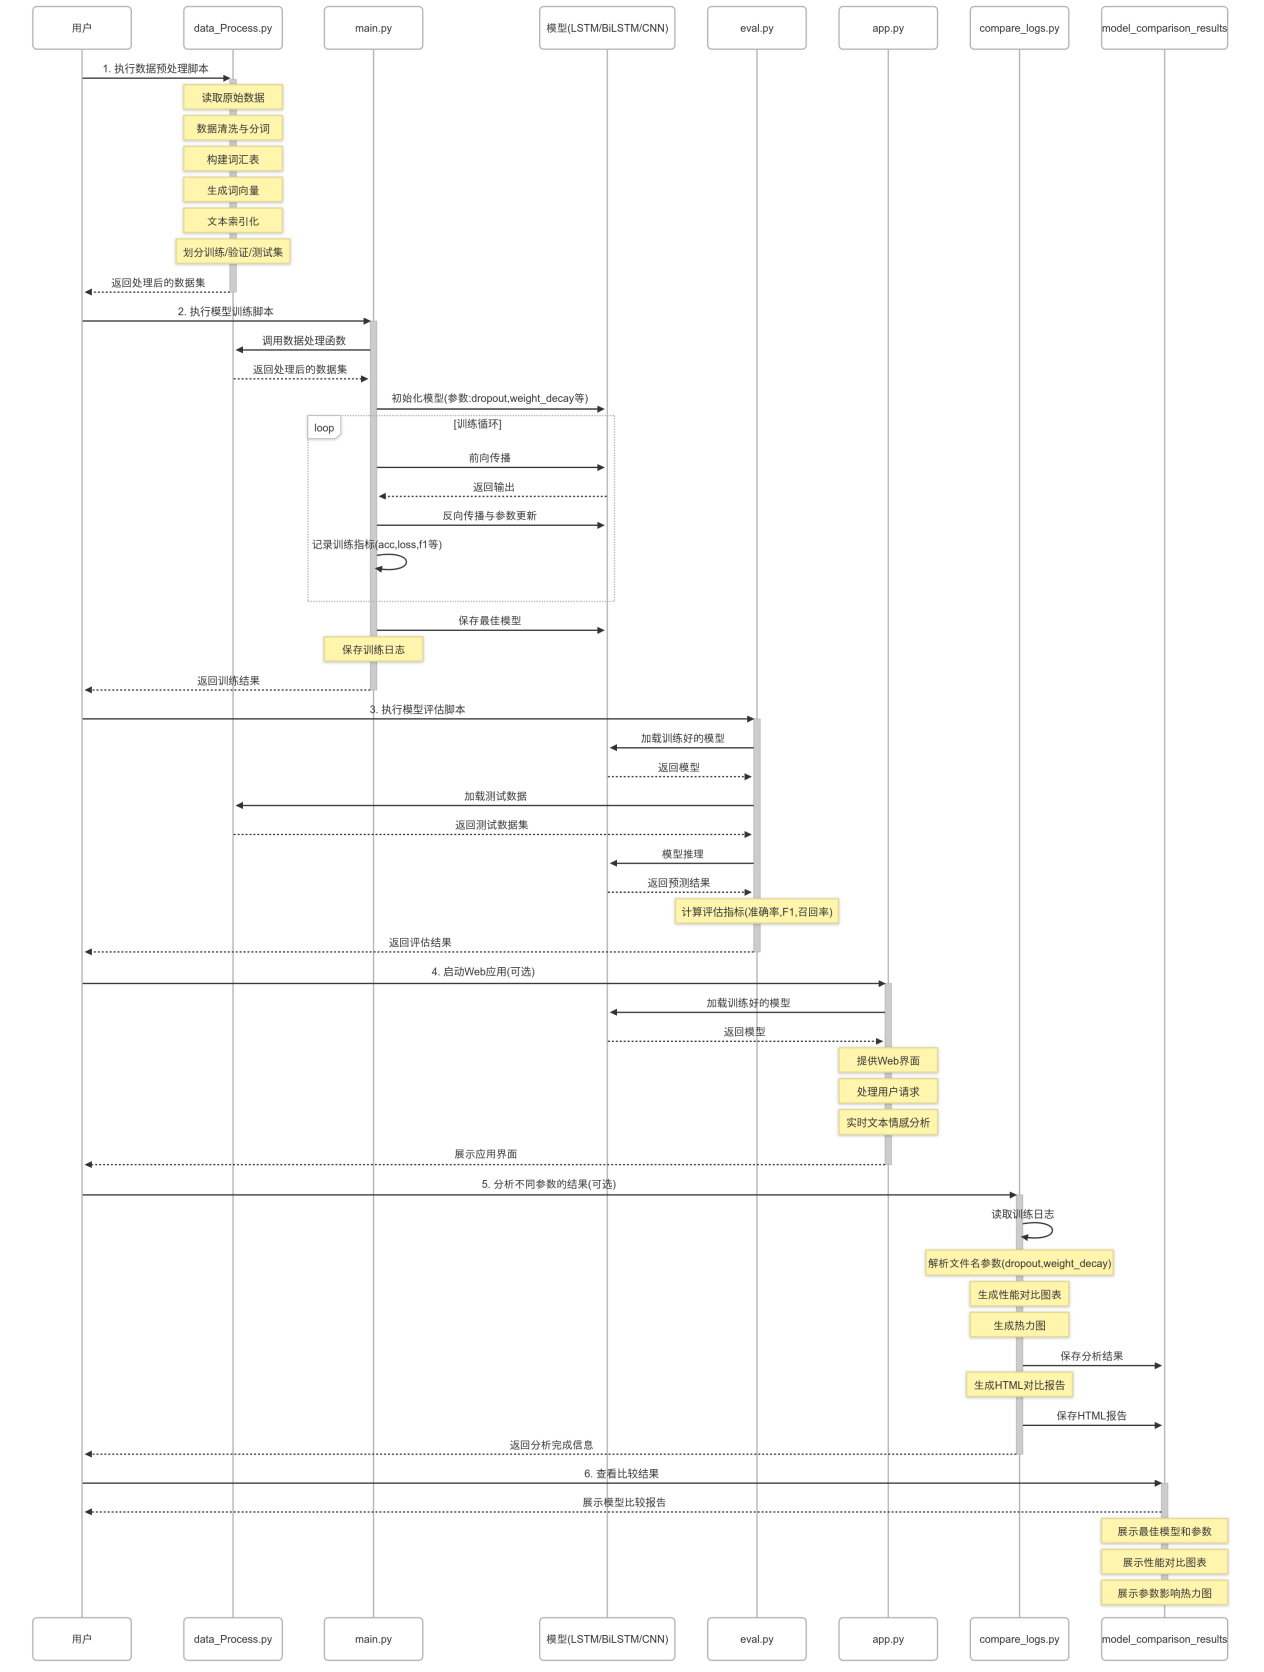 用户
data_Process.py
main.py
模型(LSTM/BiLSTM/CNN)
eval.py
app.py
compare_logs.py
model_comparison_results
1. 执行数据预处理脚本
读取原始数据
数据清洗与分词
构建词汇表
生成词向量
文本索引化
划分训练/验证/测试集
返回处理后的数据集
2. 执行模型训练脚本
调用数据处理函数
返回处理后的数据集
初始化模型(参数:dropout,weight_decay等)
loop
[训练循环]
前向传播
返回输出
反向传播与参数更新
记录训练指标(acc,loss,f1等)
保存最佳模型
保存训练日志
返回训练结果
3. 执行模型评估脚本
加载训练好的模型
返回模型
加载测试数据
返回测试数据集
模型推理
返回预测结果
计算评估指标(准确率,F1,召回率)
返回评估结果
4. 启动Web应用(可选)
加载训练好的模型
返回模型
提供Web界面
处理用户请求
实时文本情感分析
展示应用界面
5. 分析不同参数的结果(可选)
读取训练日志
解析文件名参数(dropout,weight_decay)
生成性能对比图表
生成热力图
保存分析结果
生成HTML对比报告
保存HTML报告
返回分析完成信息
6. 查看比较结果
展示模型比较报告
展示最佳模型和参数
展示性能对比图表
展示参数影响热力图
用户
data_Process.py
main.py
模型(LSTM/BiLSTM/CNN)
eval.py
app.py
compare_logs.py
model_comparison_results